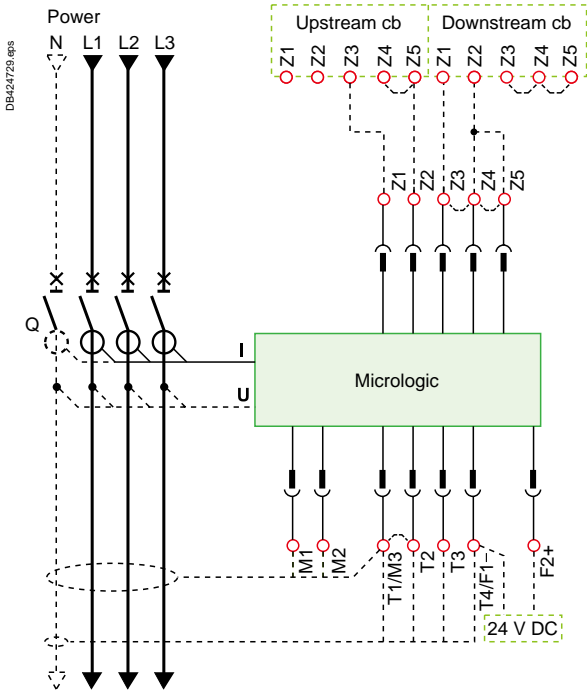 Power
N L1 L2 L3
DB424729.eps
Upstream cb
Downstream cb
Z1 Z2 Z3 Z4 Z5
Z1 Z2 Z3 Z4 Z5
Z1 Z2 Z3 Z4 Z5
Q
I
U
Micrologic
M1 M2 T1/M3 T2 T3 T4/F1– F2+
24 V DC